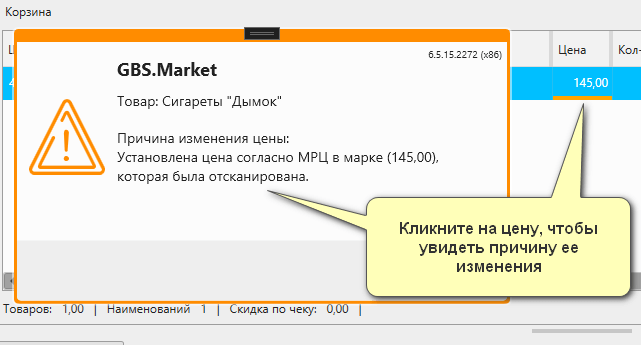 Корзина
Цена
Кол-
145,00
6.5.15.2272 (x86)
GBS.Market
Товар: Сигареты "Дымок"
Причина изменения цены:
Установлена цена согласно МРЦ в марке (145,00),
которая была отсканирована.
Кликните на цену, чтобы
увидеть причину ее
изменения
Товаров: 1,00 | Наименований 1 | Скидка по чеку: 0,00 |